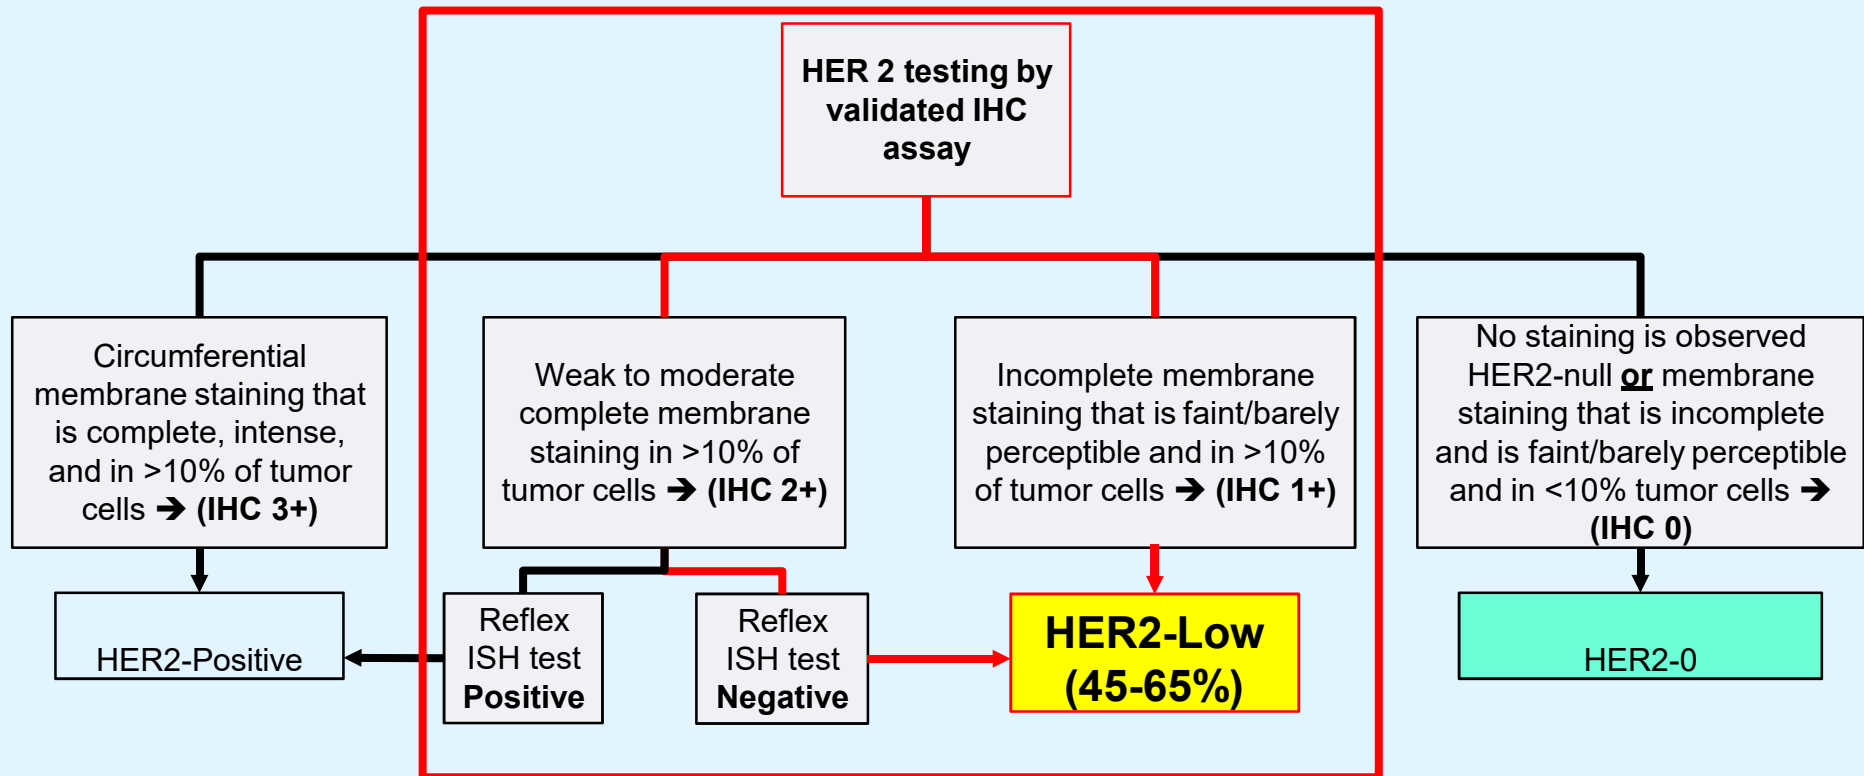 HER 2 testing by
validated IHC
assay
Circumferential
membrane staining that
is complete, intense,
and in >10% of tumor
cells ➔ (IHC 3+)
Weak to moderate
complete membrane
staining in >10% of
tumor cells ➔ (IHC 2+)
Incomplete membrane
staining that is faint/barely
perceptible and in >10%
of tumor cells ➔ (IHC 1+)
No staining is observed
HER2-null or membrane
staining that is incomplete
and is faint/barely perceptible
and in <10% tumor cells ➔
(IHC 0)
HER2-Positive
Reflex
ISH test
Positive
Reflex
ISH test
Negative
HER2-Low
(45-65%)
HER2-0